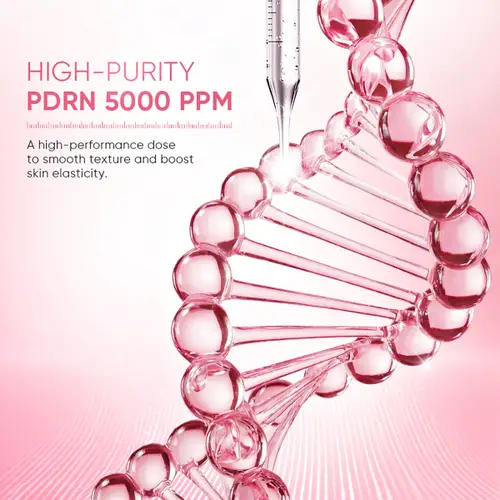 HIGH-PURITY
PDRN 5000 PPM
A high-performance dose
to smooth texture and boost
skin elasticity.